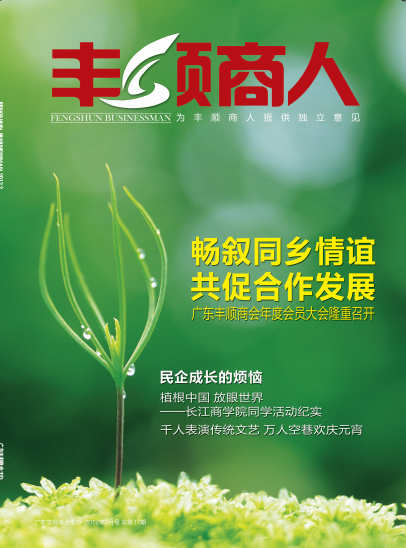 丰顺商人
FENGSHUN BUSINESSMAN 为丰顺商人提供独立意见
畅叙同乡情谊
共促合作发展
广东丰顺商会年度会员大会隆重召开
民企成长的烦恼
植根中国 放眼世界
——长江商学院同学活动纪实
千人表演传统文艺 万人空巷欢庆元宵